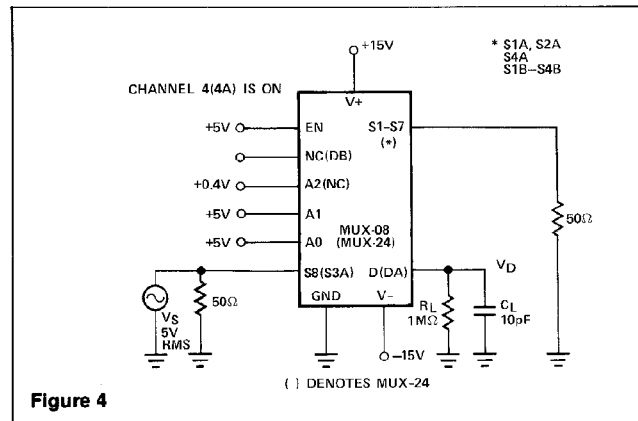 +15V
* S1A, S2A
S4A
S1B–S4B
CHANNEL 4(4A) IS ON
V+
+5V
EN
S1–S7
(*)
NC(DB)
+0.4V
A2(NC)
+5V
A1
50Ω
MUX-08
(MUX-24)
+5V
A0
S8(S3A)
D(DA)
VD
50Ω
GND
V–
RL
1MΩ
CL
10pF
VS
5V
RMS
–15V
( ) DENOTES MUX-24
Figure 4